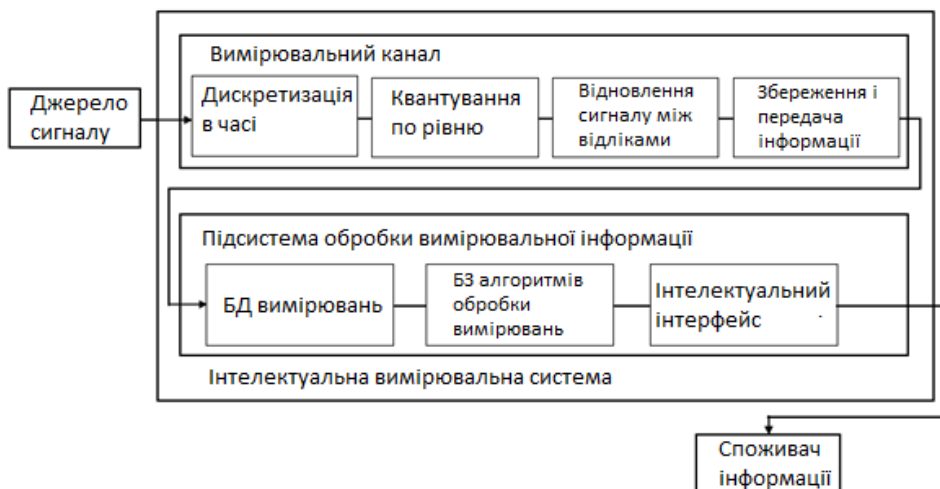 Вимірювальний канал
Джерело
сигналу
Дискретизація
в часі
Квантування
по рівню
Відновлення
сигналу між
відліками
Збереження і
передача
інформації
Підсистема обробки вимірювальної інформації
БД вимірювань
БЗ алгоритмів
обробки
вимірювань
Інтелектуальний
інтерфейс
Інтелектуальна вимірювальна система
Споживач
інформації